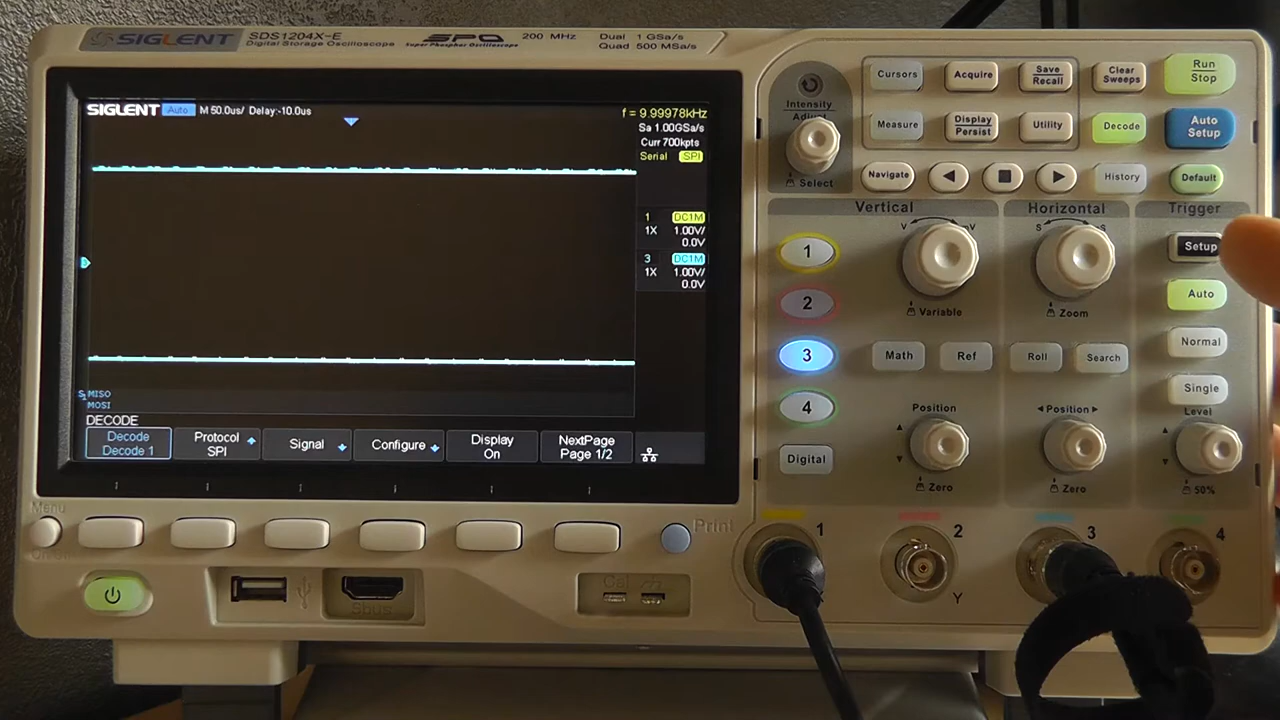 SIGLENT SDS1204X-E
Digital Storage Oscilloscope
SPO
Super Phosphor Oscilloscope
200 MHz
Dual 1 GSa/s
Quad 500 MSa/s
SIGLENT Auto M 50.0us/ Delay:-10.0us
f = 9.99978kHz
Sa 1.00GSa/s
Curr 700kpts
Serial SPI
1 DC1M
1X 1.00V/
0.0V
3 DC1M
1X 1.00V/
0.0V
MISO
MOSI
DECODE
Decode
Decode 1
Protocol
SPI
Signal
Configure
Display
On
NextPage
Page 1/2
Menu
Print
Cal
Sbus
Intensity
Adjust
Select
Cursors
Acquire
Save
Recall
Clear
Sweeps
Run
Stop
Measure
Display
Persist
Utility
Decode
Auto
Setup
Navigate
History
Default
Vertical
Horizontal
Trigger
V mV
S nS
1
Setup
Variable
Zoom
2
Auto
3
Math
Ref
Roll
Search
Normal
4
Position
Position
Single
Level
Digital
Zero
Zero
50%
1
2
3
4
Y